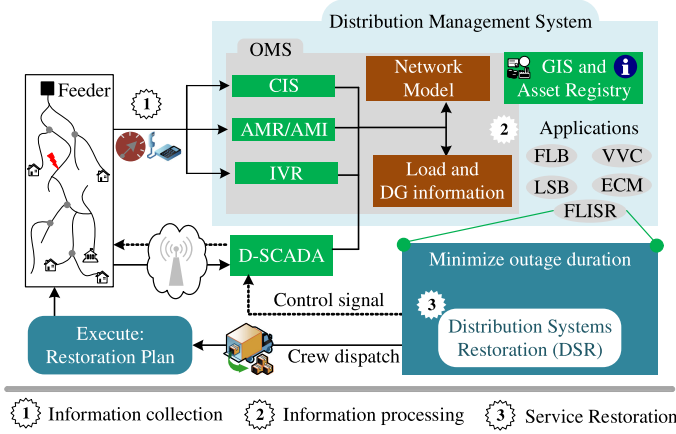 Distribution Management System
OMS
Feeder
1
CIS
AMR/AMI
IVR
Network
Model
Load and
DG information
GIS and
Asset Registry
2
Applications
FLB
VVC
LSB
ECM
FLISR
D-SCADA
Minimize outage duration
Control signal
3
Distribution Systems
Restoration (DSR)
Execute:
Restoration Plan
Crew dispatch
1 Information collection
2 Information processing
3 Service Restoration